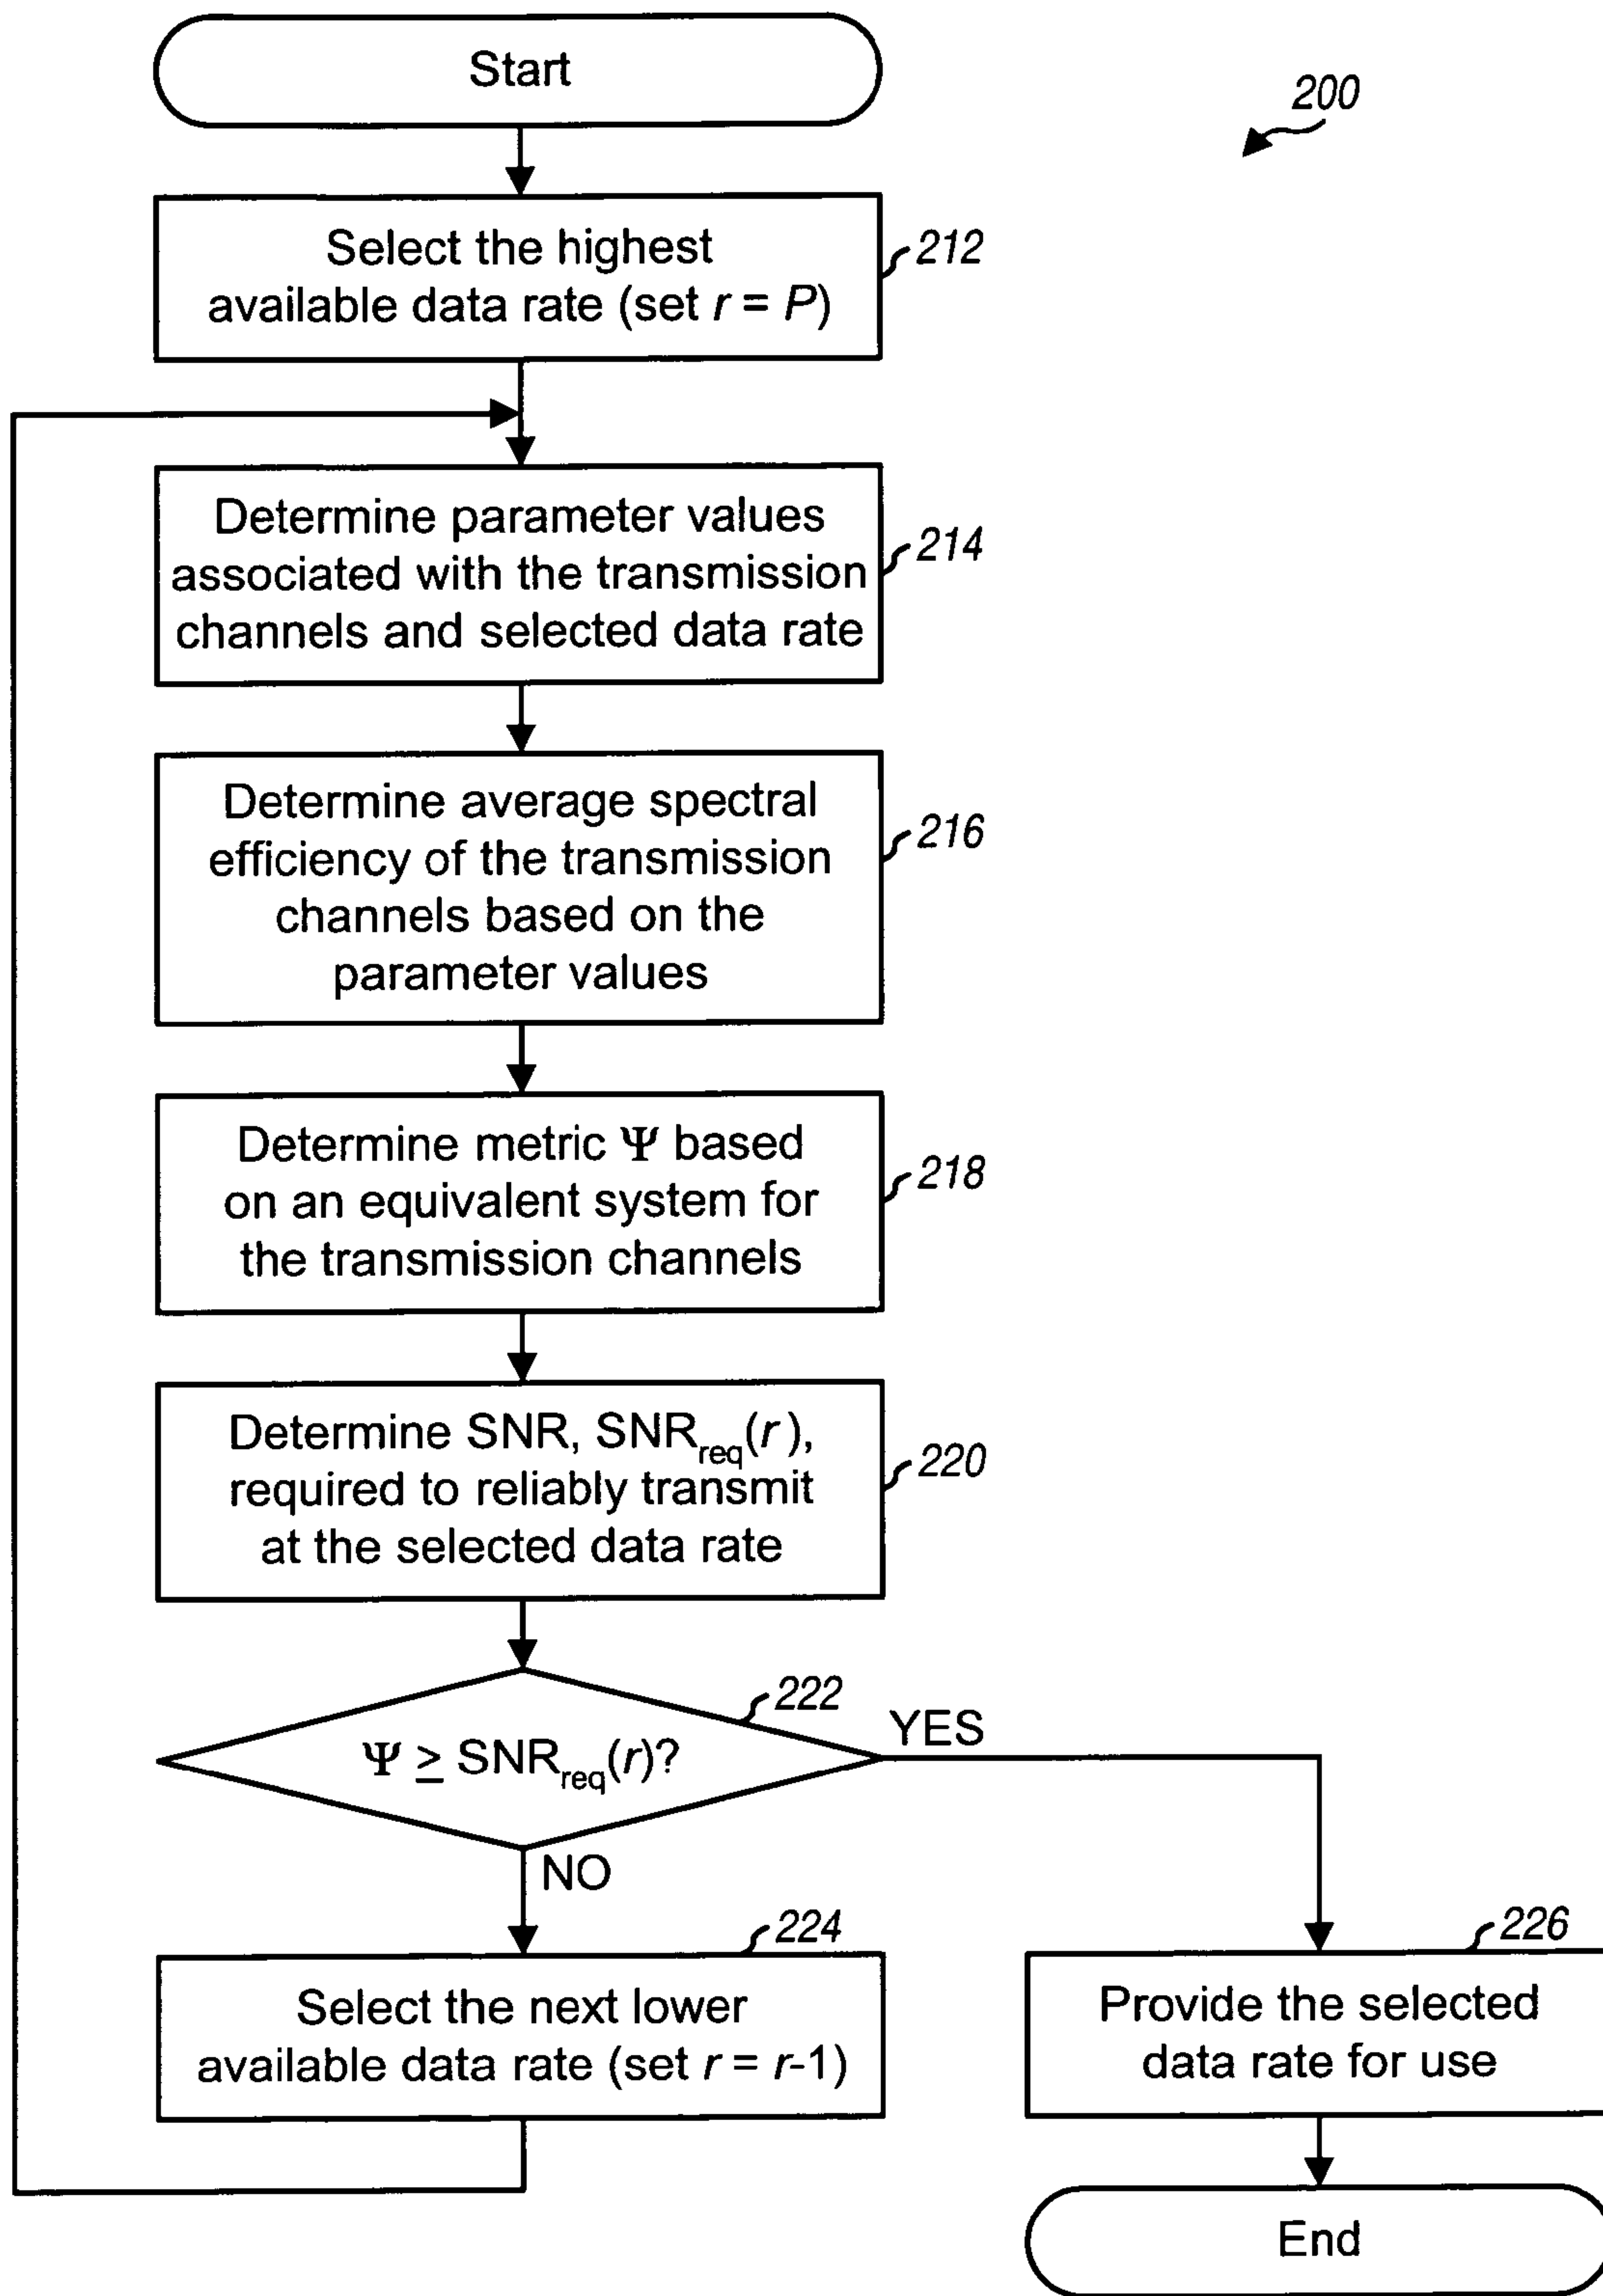 Start
200
Select the highest
available data rate (set r = P)
212
Determine parameter values
associated with the transmission
channels and selected data rate
214
Determine average spectral
efficiency of the transmission
channels based on the
parameter values
216
Determine metric Ψ based
on an equivalent system for
the transmission channels
218
Determine SNR, SNRreq(r),
required to reliably transmit
at the selected data rate
220
222
Ψ ≥ SNRreq(r)?
YES
NO
224
Select the next lower
available data rate (set r = r-1)
226
Provide the selected
data rate for use
End